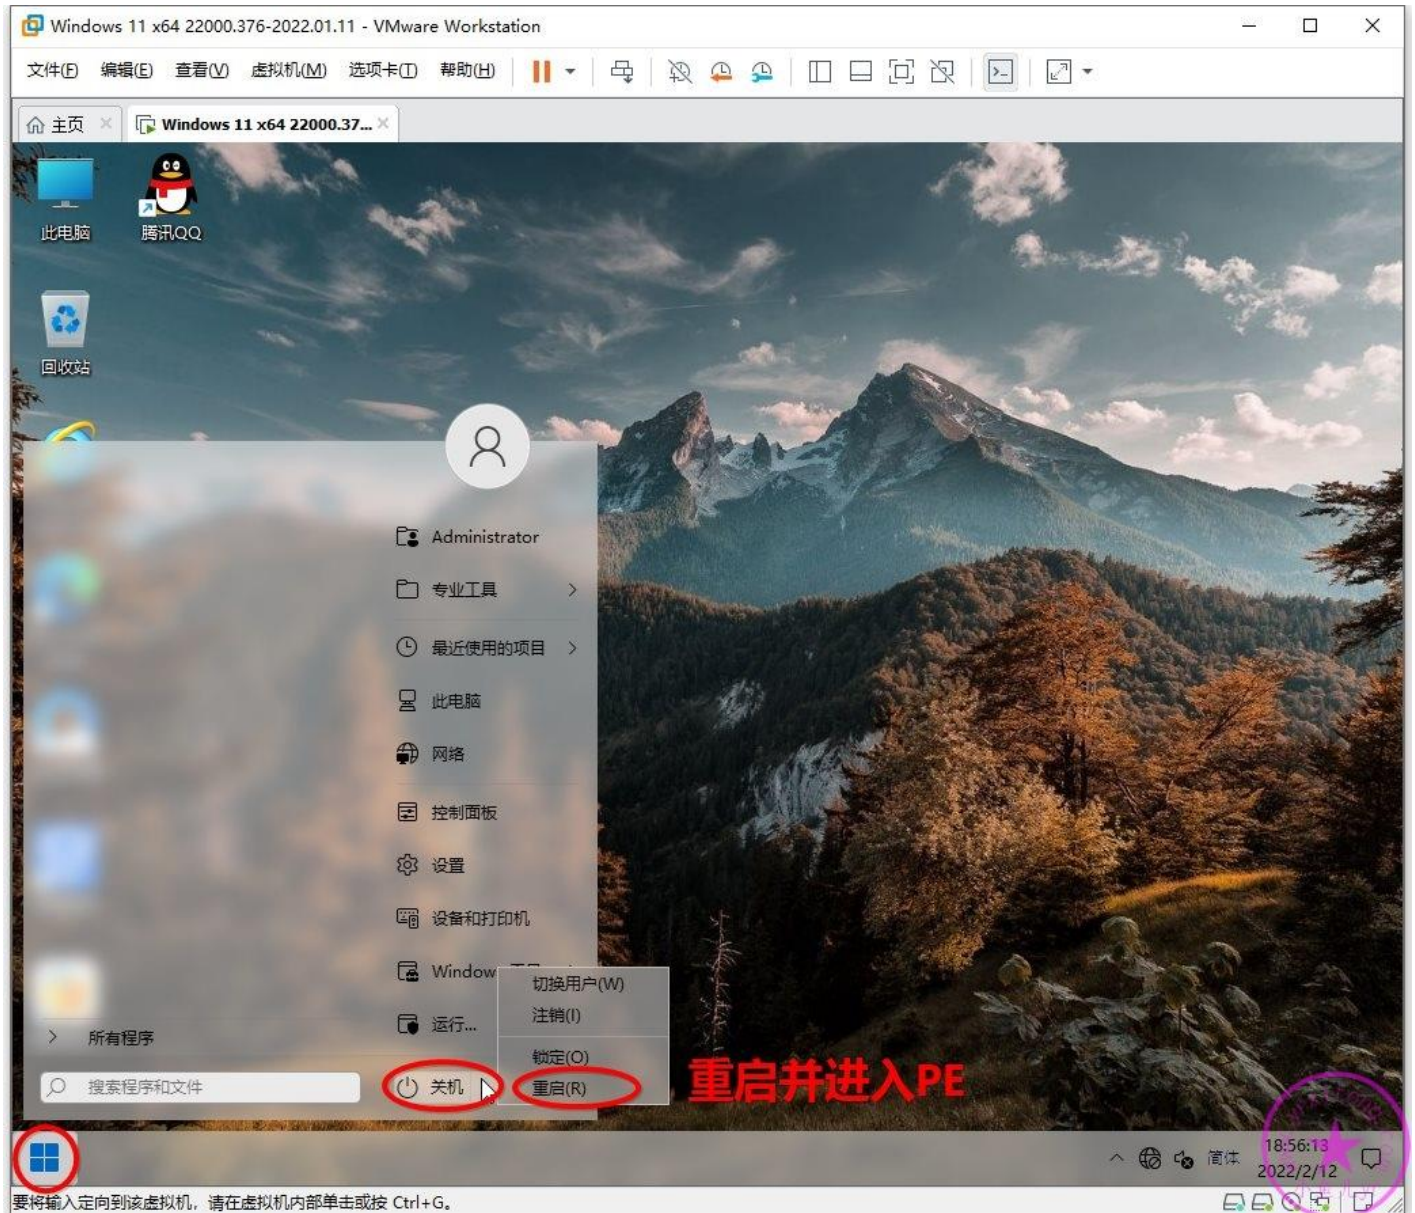 Windows 11 x64 22000.376-2022.01.11 - VMware Workstation
文件(F) 编辑(E) 查看(V) 虚拟机(M) 选项卡(T) 帮助(H)
主页 Windows 11 x64 22000.37...
此电脑 腾讯QQ
回收站
Administrator
专业工具
最近使用的项目
此电脑
网络
控制面板
设置
设备和打印机
Window
切换用户(W)
注销(I)
运行...
所有程序
锁定(O)
搜索程序和文件
关机
重启(R)
重启并进入PE
简体
18:56:13
2022/2/12
要将输入定向到该虚拟机，请在虚拟机内部单击或按 Ctrl+G。